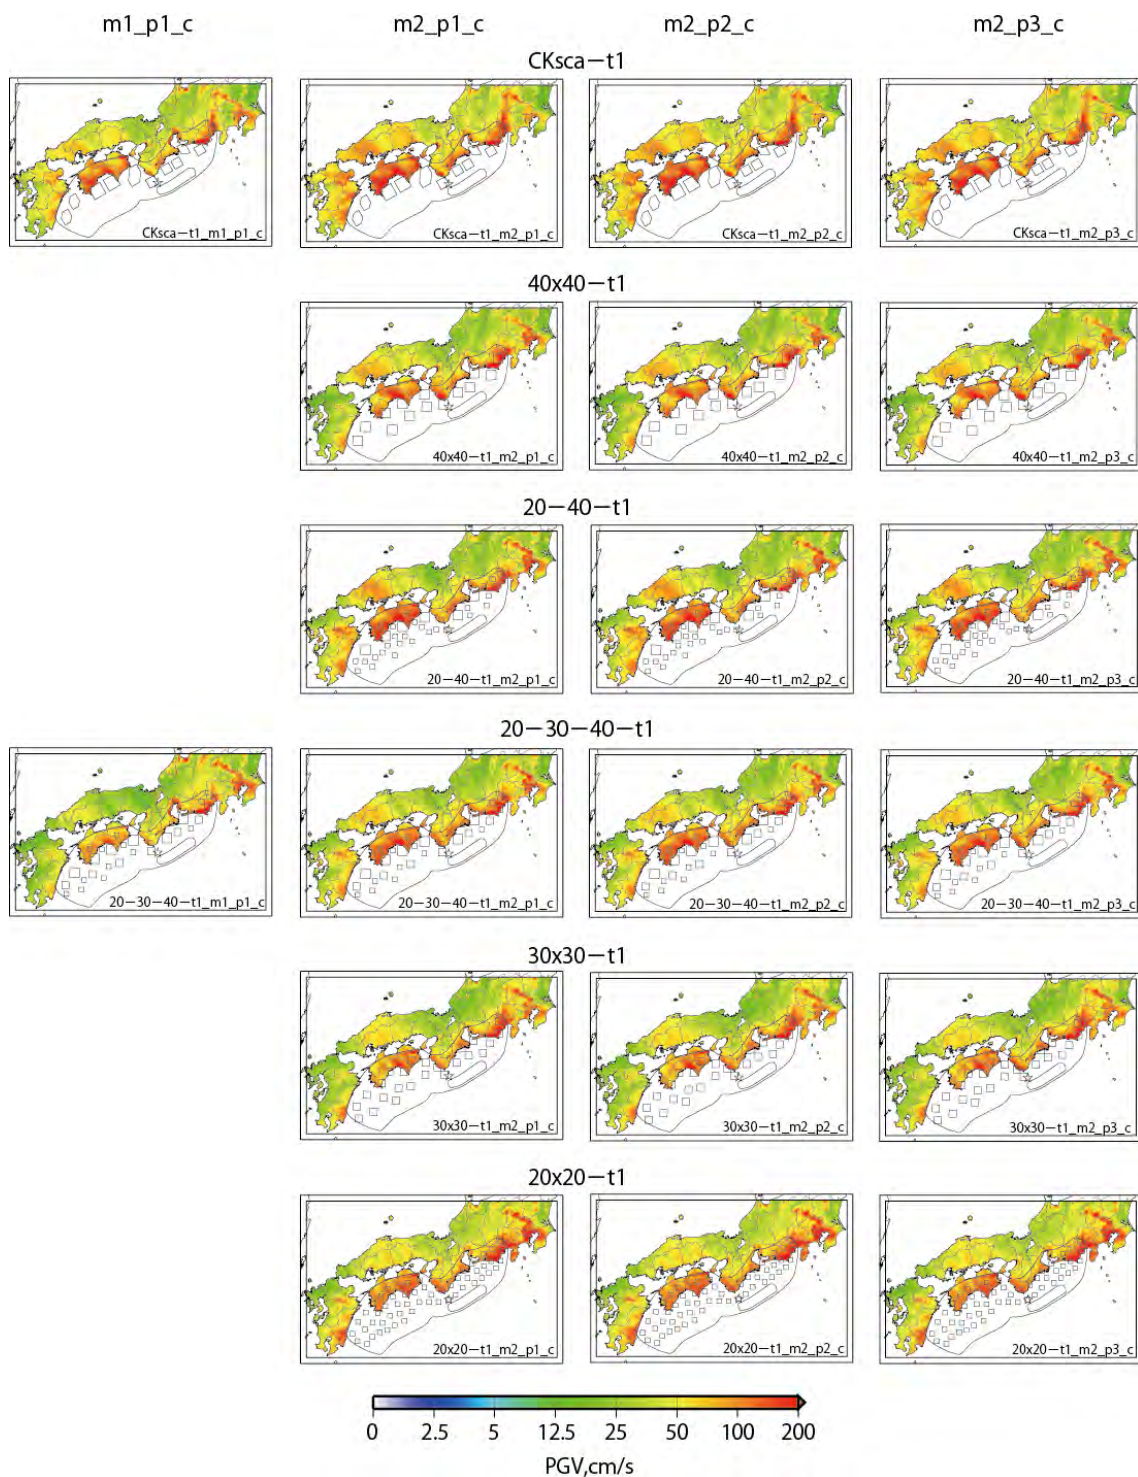 m1_p1_c m2_p1_c m2_p2_c m2_p3_c
CKsca−t1
CKsca−t1_m1_p1_c CKsca−t1_m2_p1_c CKsca−t1_m2_p2_c CKsca−t1_m2_p3_c
40x40−t1
40x40−t1_m2_p1_c 40x40−t1_m2_p2_c 40x40−t1_m2_p3_c
20−40−t1
20−40−t1_m2_p1_c 20−40−t1_m2_p2_c 20−40−t1_m2_p3_c
20−30−40−t1
20−30−40−t1_m1_p1_c 20−30−40−t1_m2_p1_c 20−30−40−t1_m2_p2_c 20−30−40−t1_m2_p3_c
30x30−t1
30x30−t1_m2_p1_c 30x30−t1_m2_p2_c 30x30−t1_m2_p3_c
20x20−t1
20x20−t1_m2_p1_c 20x20−t1_m2_p2_c 20x20−t1_m2_p3_c
0 2.5 5 12.5 25 50 100 200
PGV,cm/s